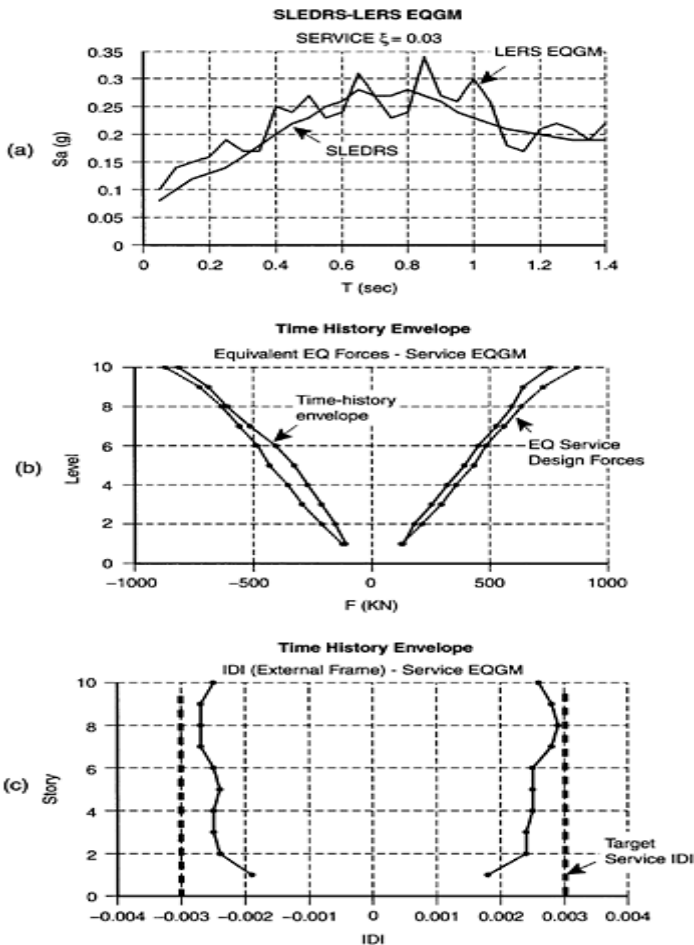 SLEDRS-LERS EQGM
SERVICE ξ = 0.03
LERS EQGM
SLEDRS
(a)
Sa (g)
0.35
0.3
0.25
0.2
0.15
0.1
0.05
0
0 0.2 0.4 0.6 0.8 1 1.2 1.4
T (sec)
Time History Envelope
Equivalent EQ Forces - Service EQGM
Time-history
envelope
EQ Service
Design Forces
(b)
Level
10
8
6
4
2
0
−1000 −500 0 500 1000
F (KN)
Time History Envelope
IDI (External Frame) - Service EQGM
(c)
Story
10
8
6
4
2
0
Target
Service IDI
−0.004 −0.003 −0.002 −0.001 0 0.001 0.002 0.003 0.004
IDI